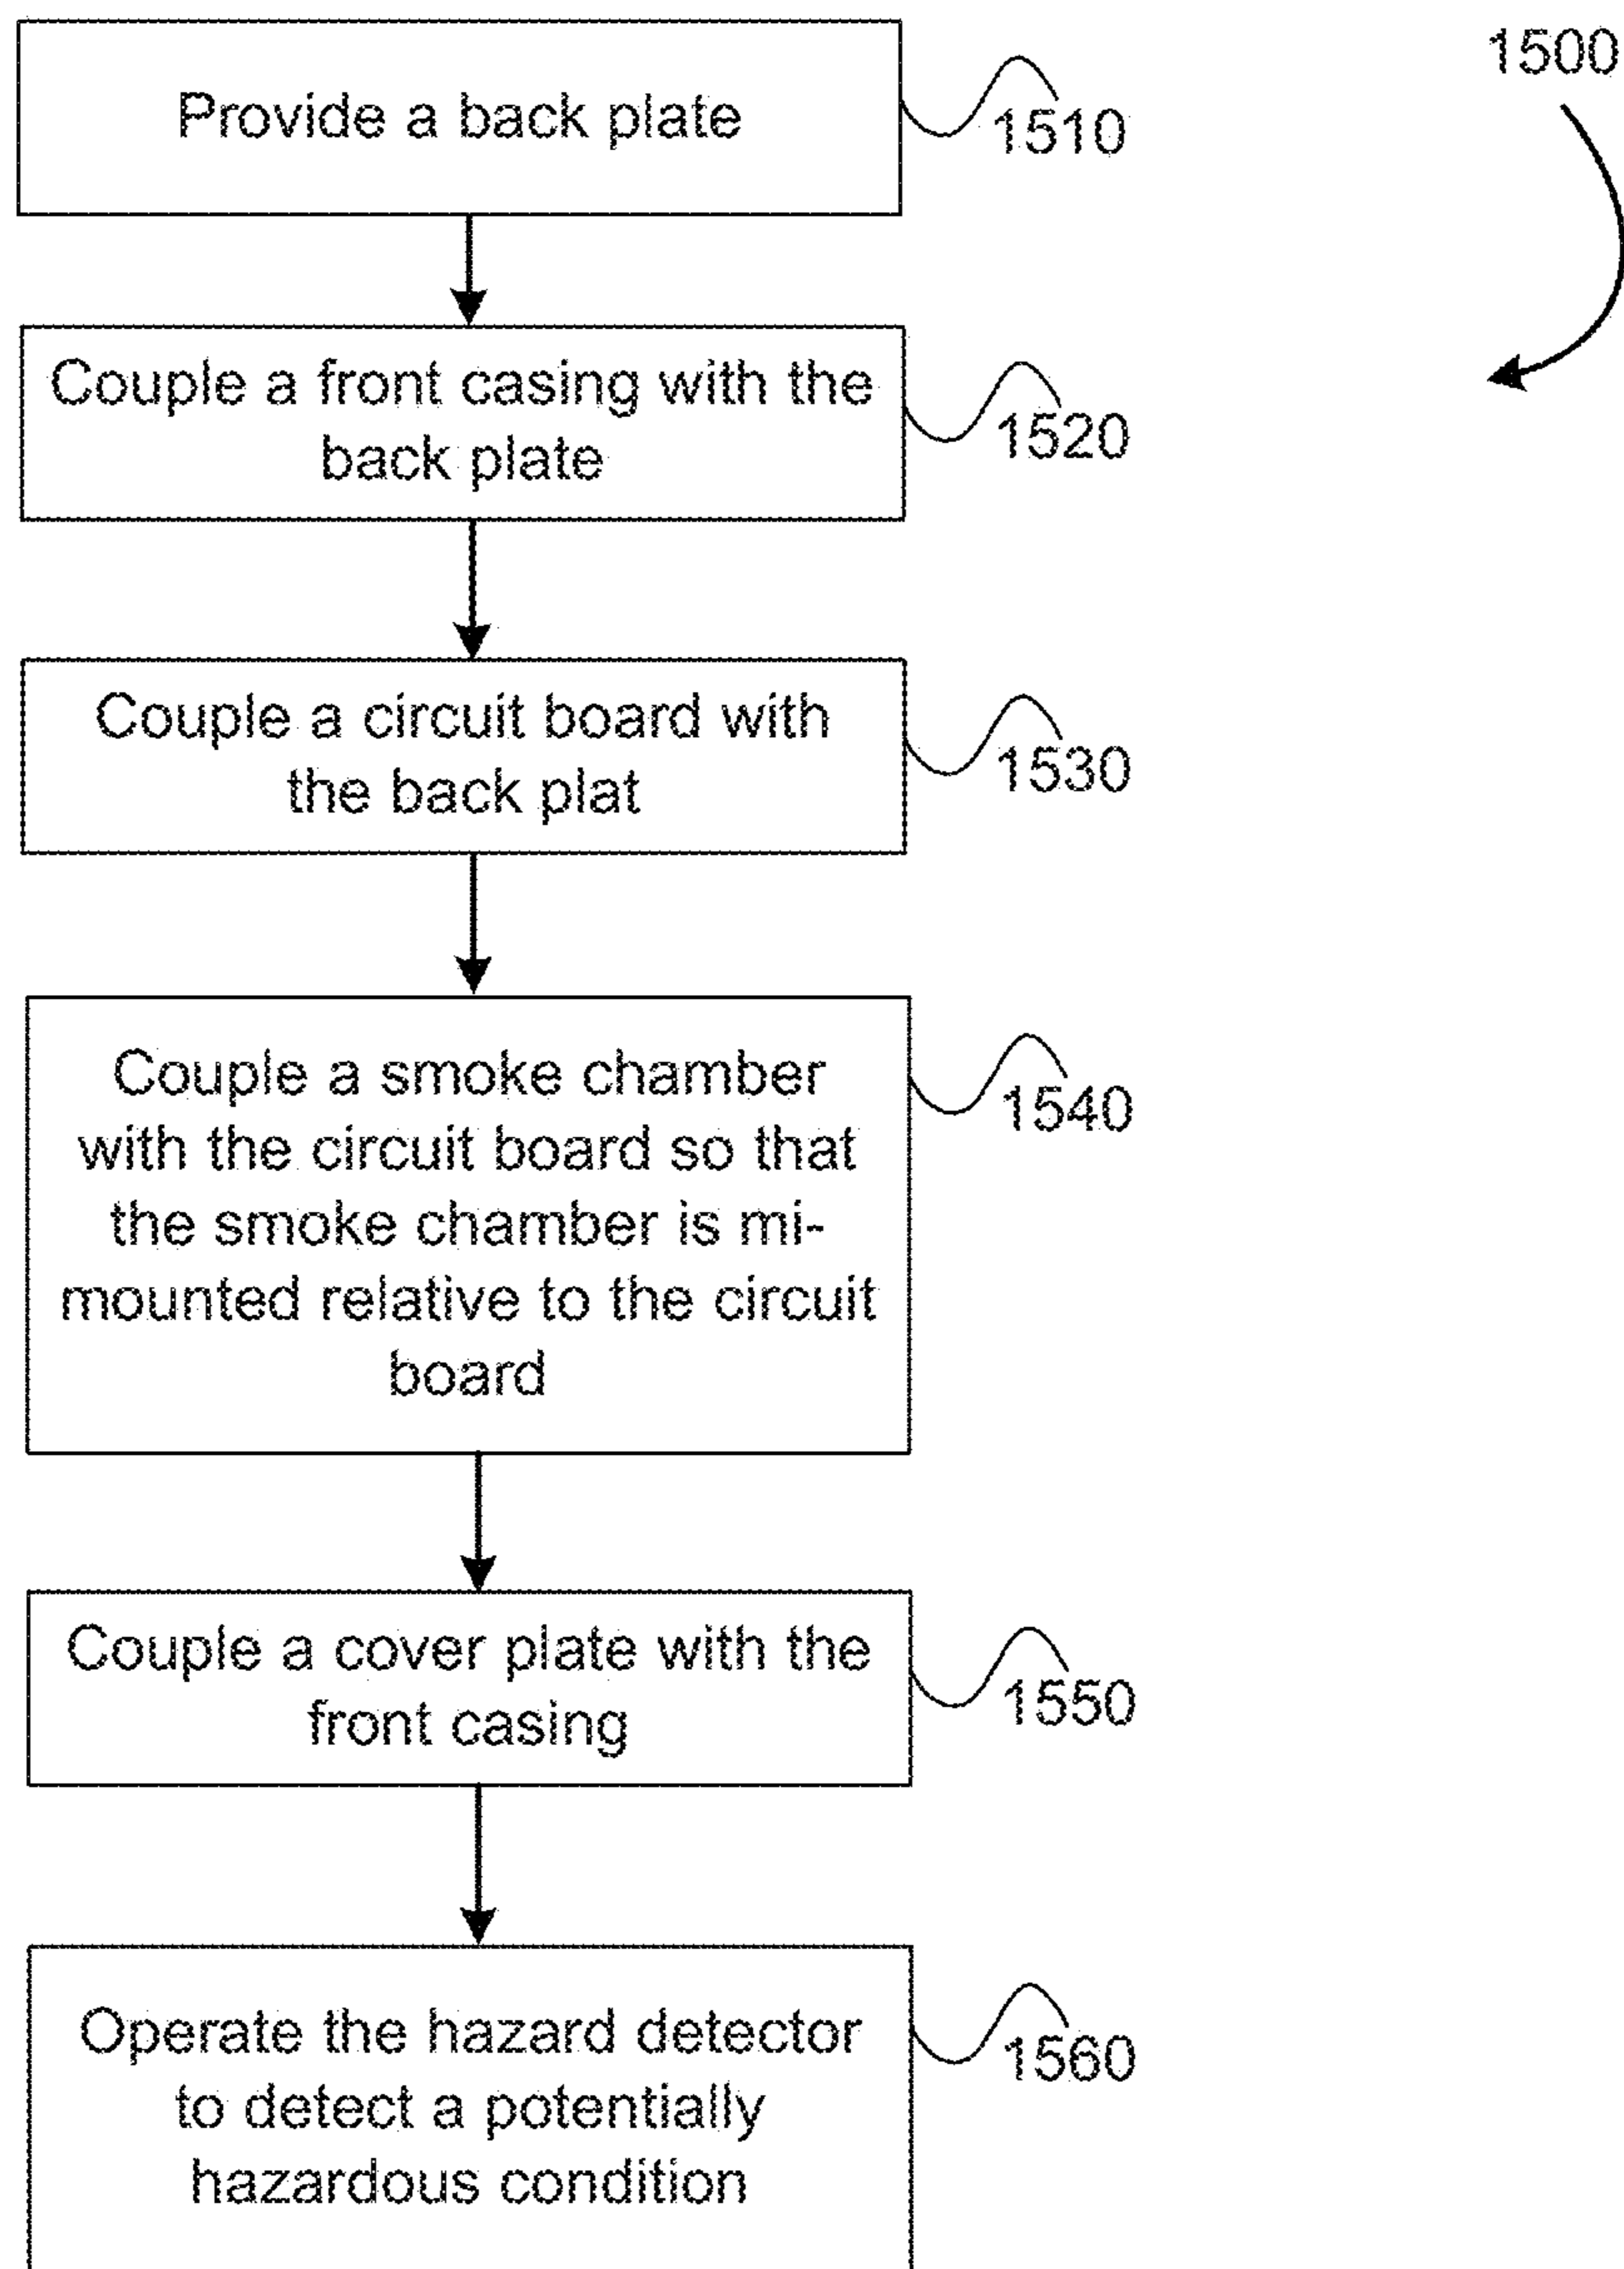 1500
Provide a back plate
1510
Couple a front casing with the
back plate
1520
Couple a circuit board with
the back plat
1530
Couple a smoke chamber
with the circuit board so that
the smoke chamber is mi-
mounted relative to the circuit
board
1540
Couple a cover plate with the
front casing
1550
Operate the hazard detector
to detect a potentially
hazardous condition
1560